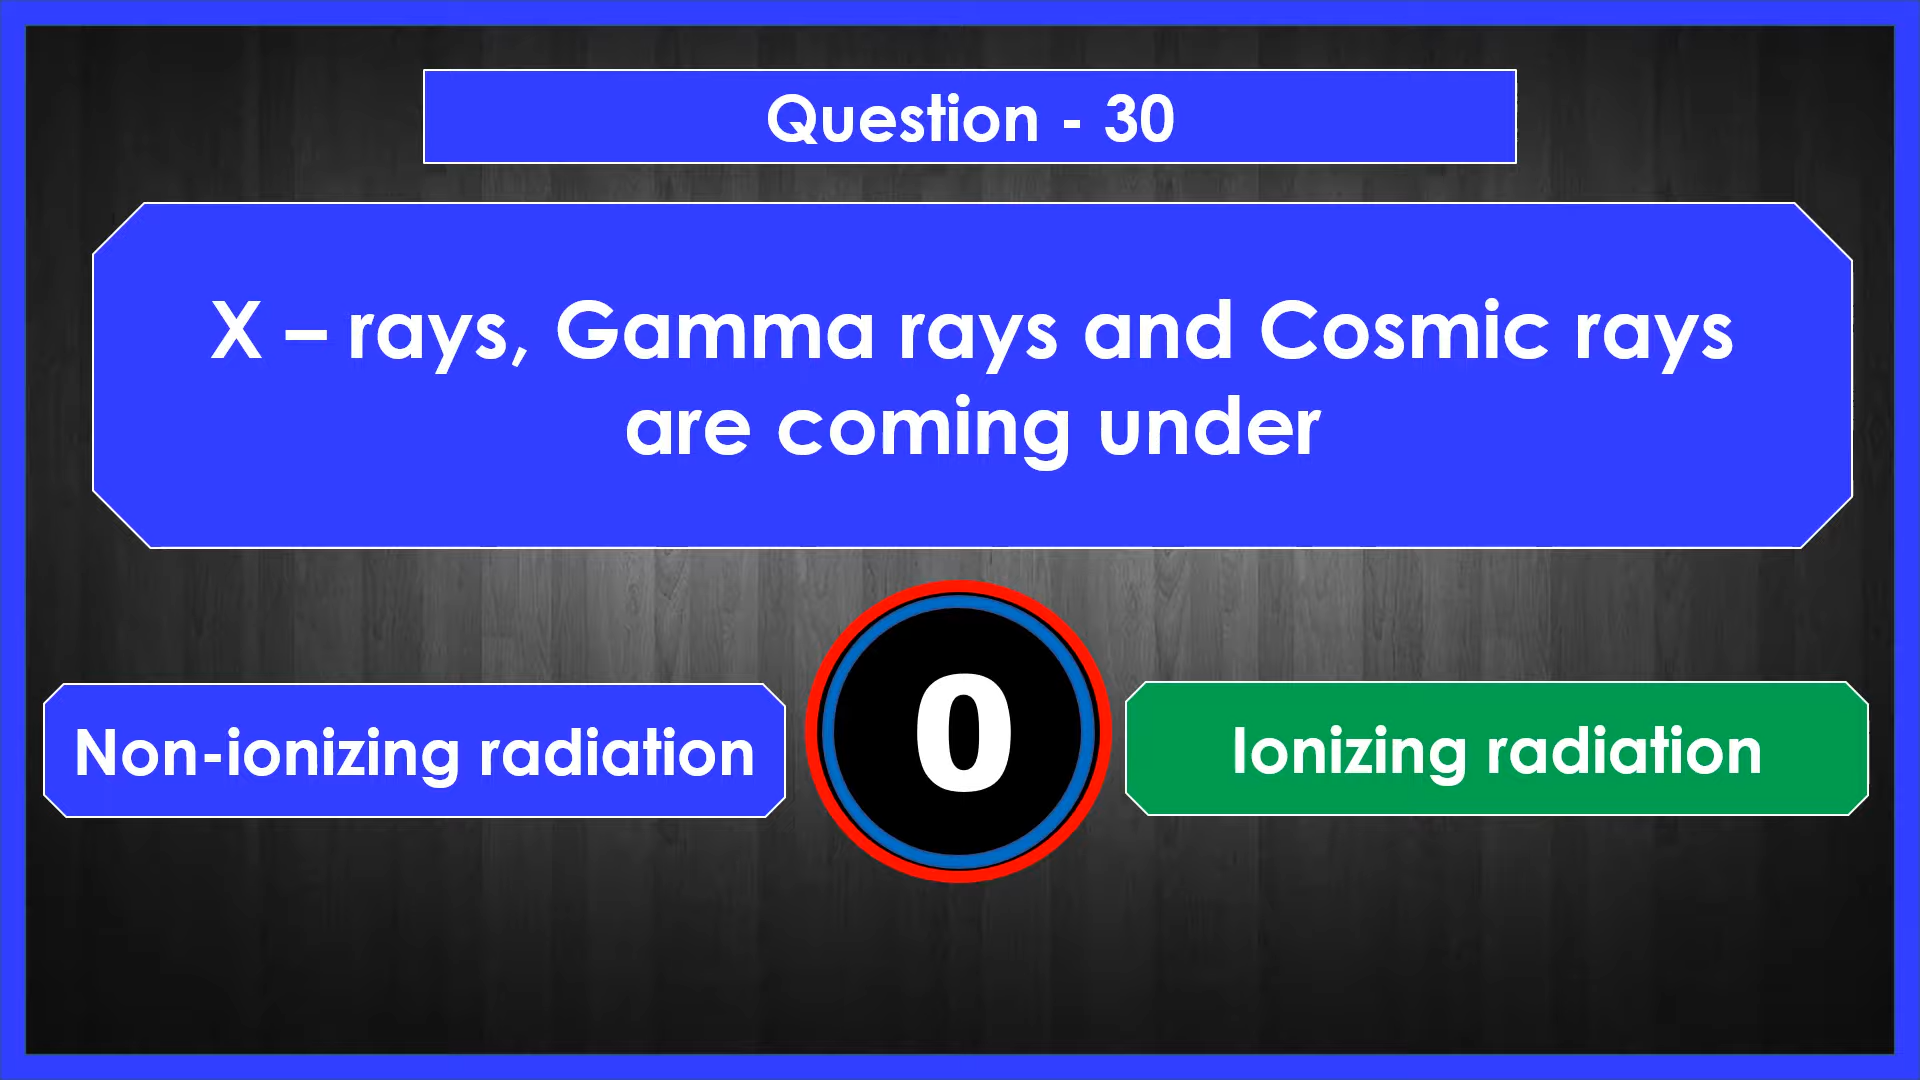 Question - 30
X – rays, Gamma rays and Cosmic rays
are coming under
Non-ionizing radiation
0
Ionizing radiation